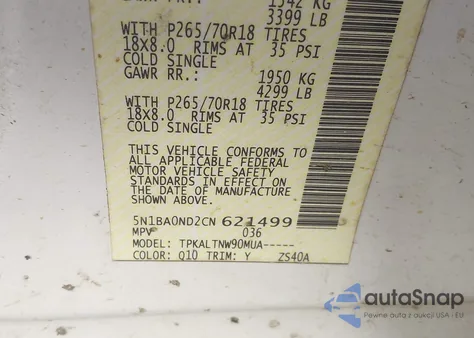 1542 KG
3399 LB
WITH P265/70R18 TIRES
18X8.0 RIMS AT 35 PSI
COLD SINGLE
GAWR RR.: 1950 KG
4299 LB
WITH P265/70R18 TIRES
18X8.0 RIMS AT 35 PSI
COLD SINGLE
THIS VEHICLE CONFORMS TO
ALL APPLICABLE FEDERAL
MOTOR VEHICLE SAFETY
STANDARDS IN EFFECT ON THE
DATE OF MANUFACTURE
SHOWN ABOVE.
5N1BA0ND2CN 621499
MPV 036
MODEL: TPKALTNW90MUA-----
COLOR: Q10 TRIM: Y ZS40A
autoSnap
Pewne auta z aukcji USA - EU